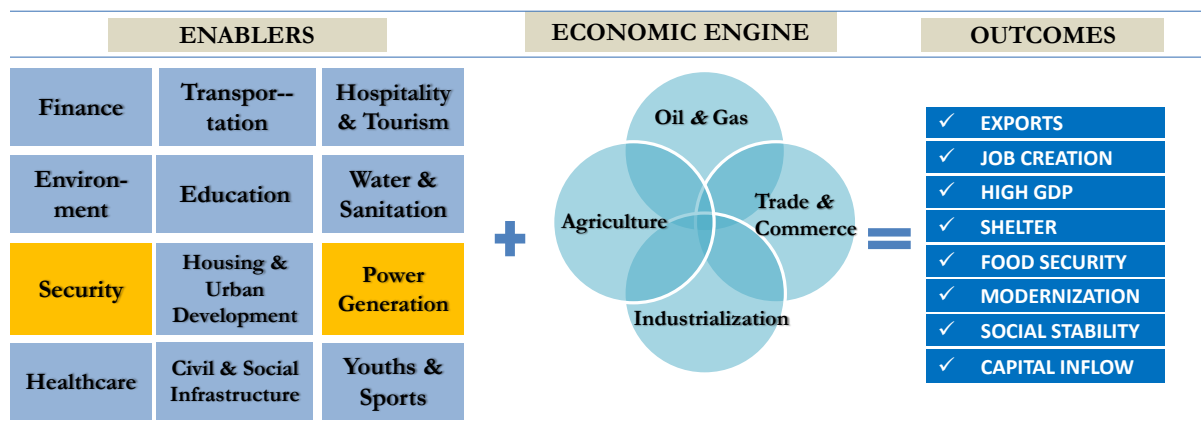 ENABLERS
ECONOMIC ENGINE
OUTCOMES
Finance
Transpor--
tation
Hospitality
& Tourism
Environ-
ment
Education
Water &
Sanitation
Security
Housing &
Urban
Development
Power
Generation
Healthcare
Civil & Social
Infrastructure
Youths &
Sports
+
Oil & Gas
Agriculture
Trade &
Commerce
Industrialization
=
✓ EXPORTS
✓ JOB CREATION
✓ HIGH GDP
✓ SHELTER
✓ FOOD SECURITY
✓ MODERNIZATION
✓ SOCIAL STABILITY
✓ CAPITAL INFLOW